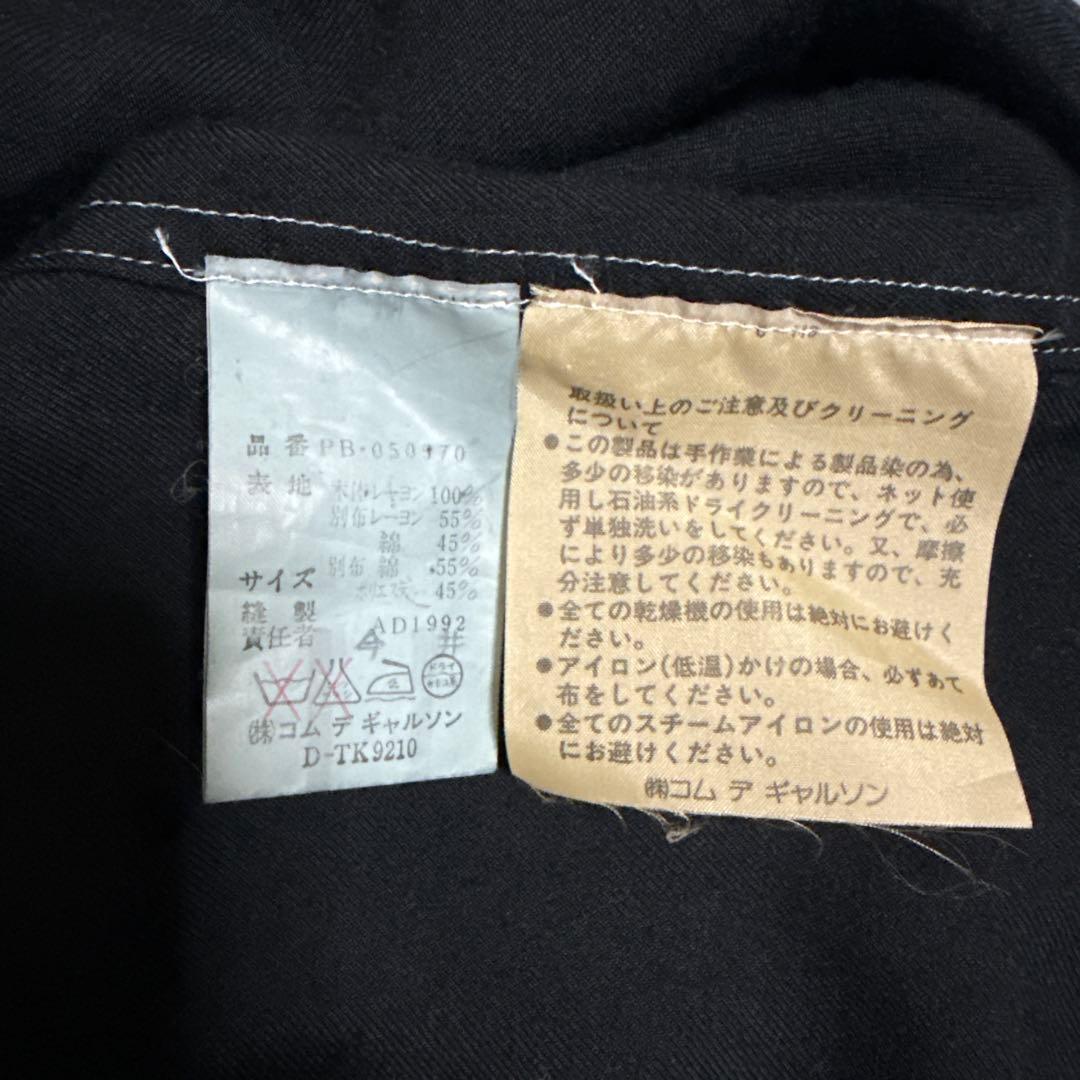 品番 PB-050470
表地 本体レーヨン 100%
別布レーヨン 55%
綿 45%
別布 綿 55%
サイズ 45%
縫製 AD1992
責任者 今井
ドライ
㈱コム デ ギャルソン
D-TK9210
取扱い上のご注意及びクリーニング
について
●この製品は手作業による製品染の為、
多少の移染がありますので、ネット使
用し石油系ドライクリーニングで、必
ず単独洗いをしてください。又、摩擦
により多少の移染もありますので、充
分注意してください。
●全ての乾燥機の使用は絶対にお避けく
ださい。
●アイロン(低温)かけの場合、必ずあて
布をしてください。
●全てのスチームアイロンの使用は絶対
にお避けください。
㈱コム デ ギャルソン